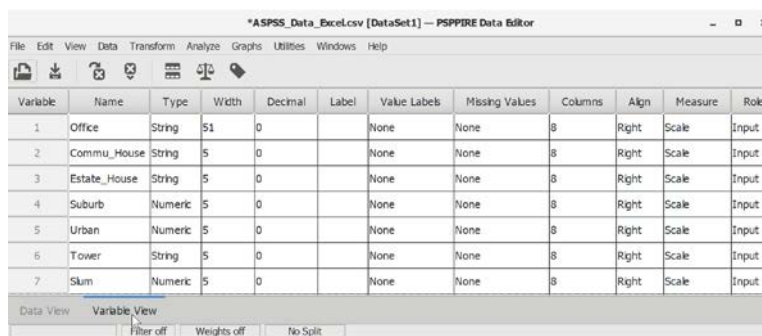 *ASPSS_Data_Excel.csv [DataSet1] — PSPPIRE Data Editor
File Edit View Data Transform Analyze Graphs Utilities Windows Help
Variable Name Type Width Decimal Label Value Labels Missing Values Columns Align Measure Role
1 Office String 51 0 None None 8 Right Scale Input
2 Commu_House String 5 0 None None 8 Right Scale Input
3 Estate_House String 5 0 None None 8 Right Scale Input
4 Suburb Numeric 5 0 None None 8 Right Scale Input
5 Urban Numeric 5 0 None None 8 Right Scale Input
6 Tower String 5 0 None None 8 Right Scale Input
7 Slum Numeric 5 0 None None 8 Right Scale Input
Data View Variable View
Filter off Weights off No Split